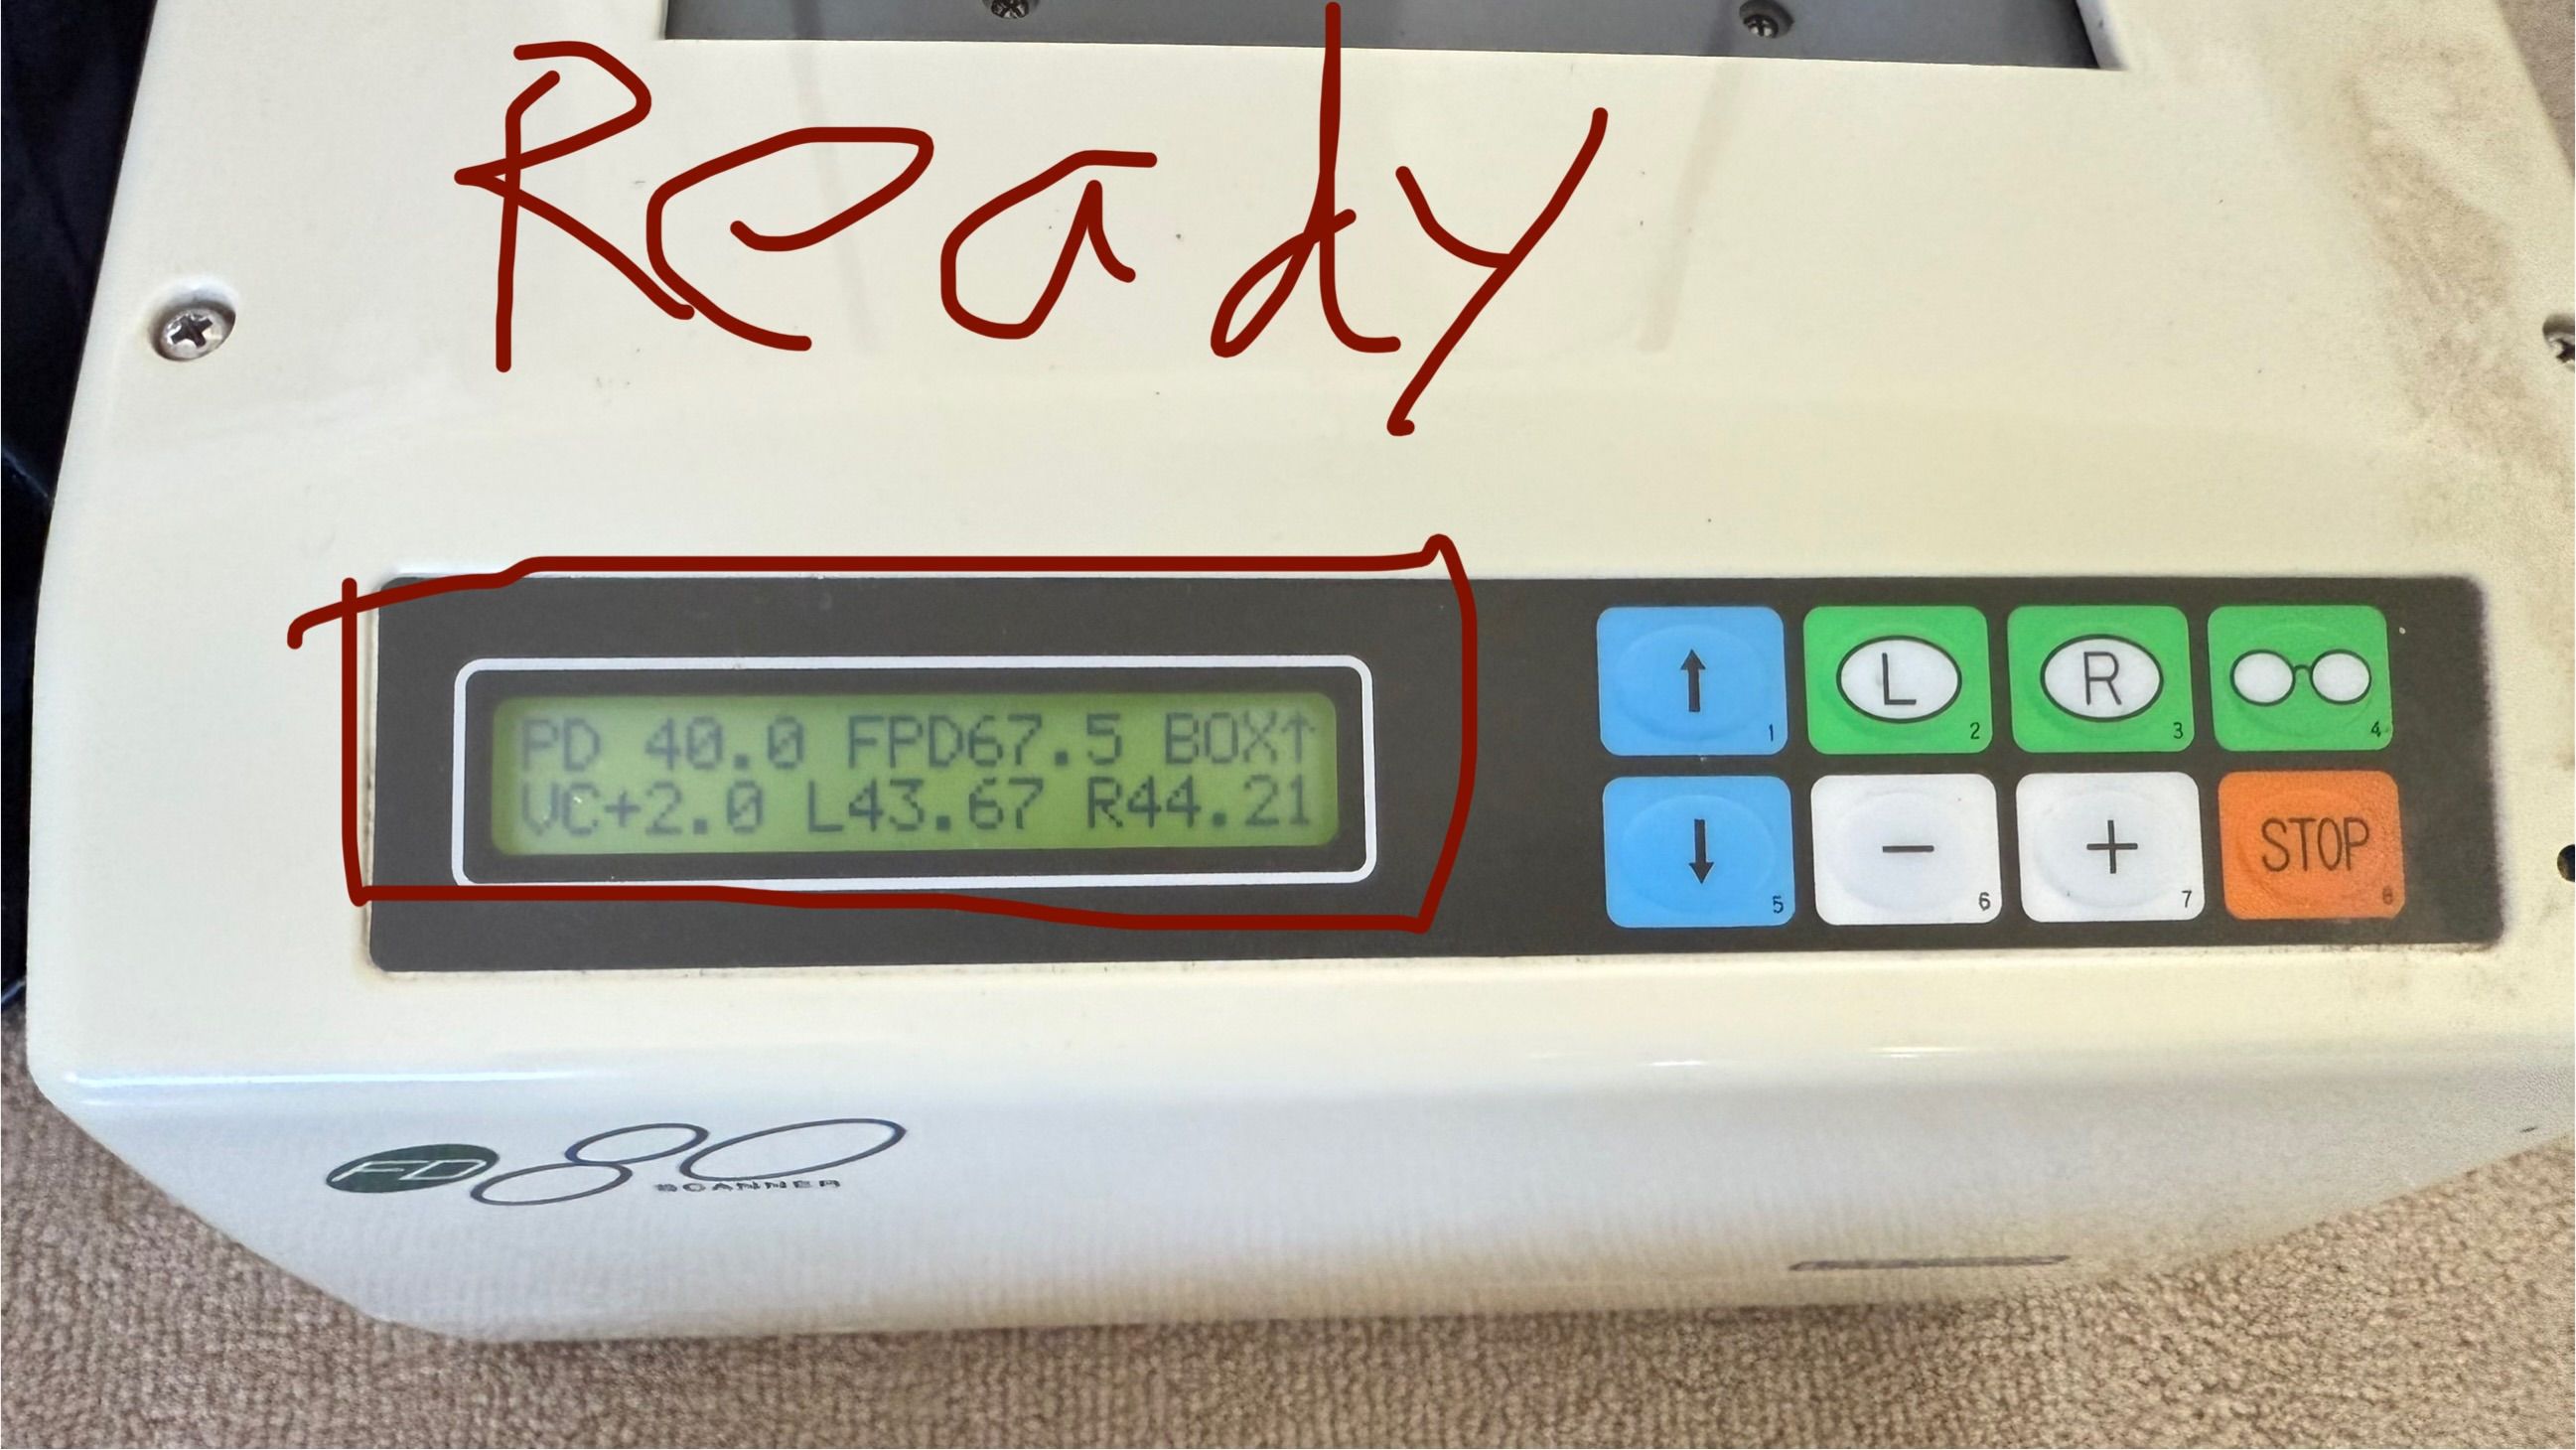 Ready
PD 40.0 FPD67.5 BOX↑
VC+2.0 L43.67 R44.21
↑ 1 L 2 R 3 4
↓ 5 - 6 + 7 STOP 8
FD 80
SCANNER